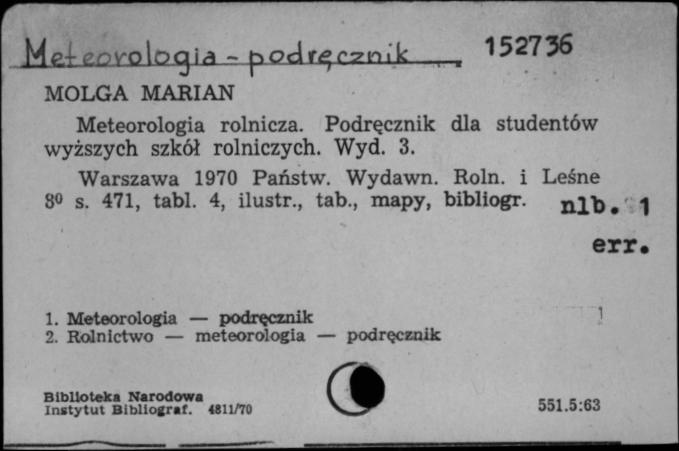 Meteorologia - podręcznik 152736
MOLGA MARIAN
Meteorologia rolnicza. Podręcznik dla studentów
wyższych szkół rolniczych. Wyd. 3.
Warszawa 1970 Państw. Wydawn. Roln. i Leśne
8⁰ s. 471, tabl. 4, ilustr., tab., mapy, bibliogr. nlb. 1
err.
1. Meteorologia — podręcznik
2. Rolnictwo — meteorologia — podręcznik
Biblioteka Narodowa
Instytut Bibliograf. 4811/70
551.5:63